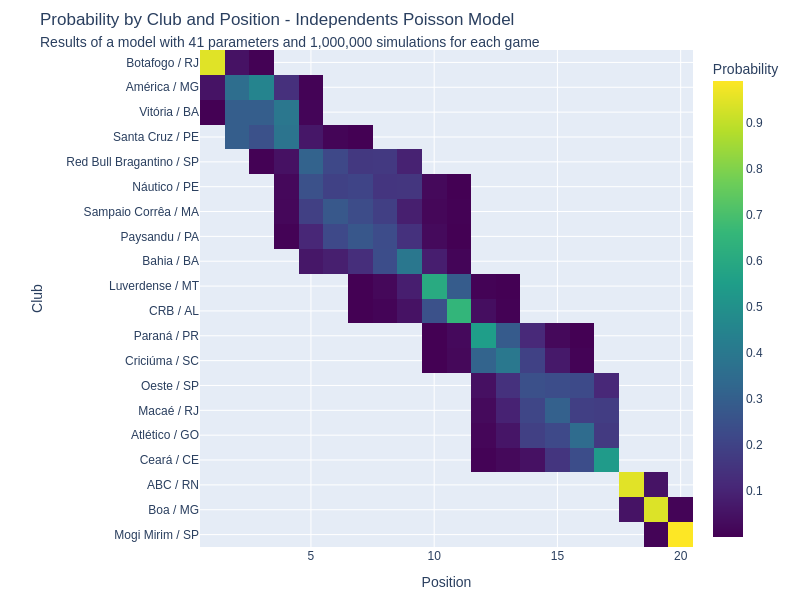 Probability by Club and Position - Independents Poisson Model
Results of a model with 41 parameters and 1,000,000 simulations for each game
Probability
Club
Botafogo / RJ
América / MG
Vitória / BA
Santa Cruz / PE
Red Bull Bragantino / SP
Náutico / PE
Sampaio Corrêa / MA
Paysandu / PA
Bahia / BA
Luverdense / MT
CRB / AL
Paraná / PR
Criciúma / SC
Oeste / SP
Macaé / RJ
Atlético / GO
Ceará / CE
ABC / RN
Boa / MG
Mogi Mirim / SP
0.9
0.8
0.7
0.6
0.5
0.4
0.3
0.2
0.1
5 10 15 20
Position